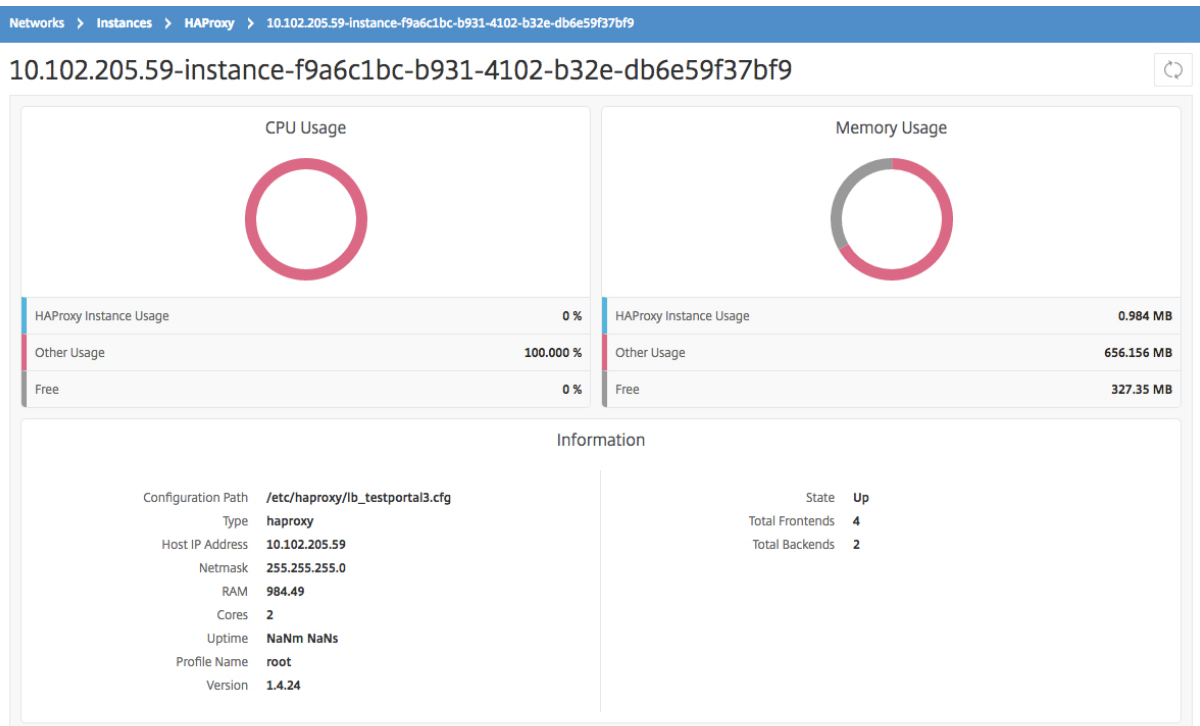 Networks > Instances > HAProxy > 10.102.205.59-instance-f9a6c1bc-b931-4102-b32e-db6e59f37bf9
10.102.205.59-instance-f9a6c1bc-b931-4102-b32e-db6e59f37bf9
CPU Usage
HAProxy Instance Usage 0 %
Other Usage 100.000 %
Free 0 %
Memory Usage
HAProxy Instance Usage 0.984 MB
Other Usage 656.156 MB
Free 327.35 MB
Information
Configuration Path /etc/haproxy/lb_testportal3.cfg
Type haproxy
Host IP Address 10.102.205.59
Netmask 255.255.255.0
RAM 984.49
Cores 2
Uptime NaNm NaNs
Profile Name root
Version 1.4.24
State Up
Total Frontends 4
Total Backends 2